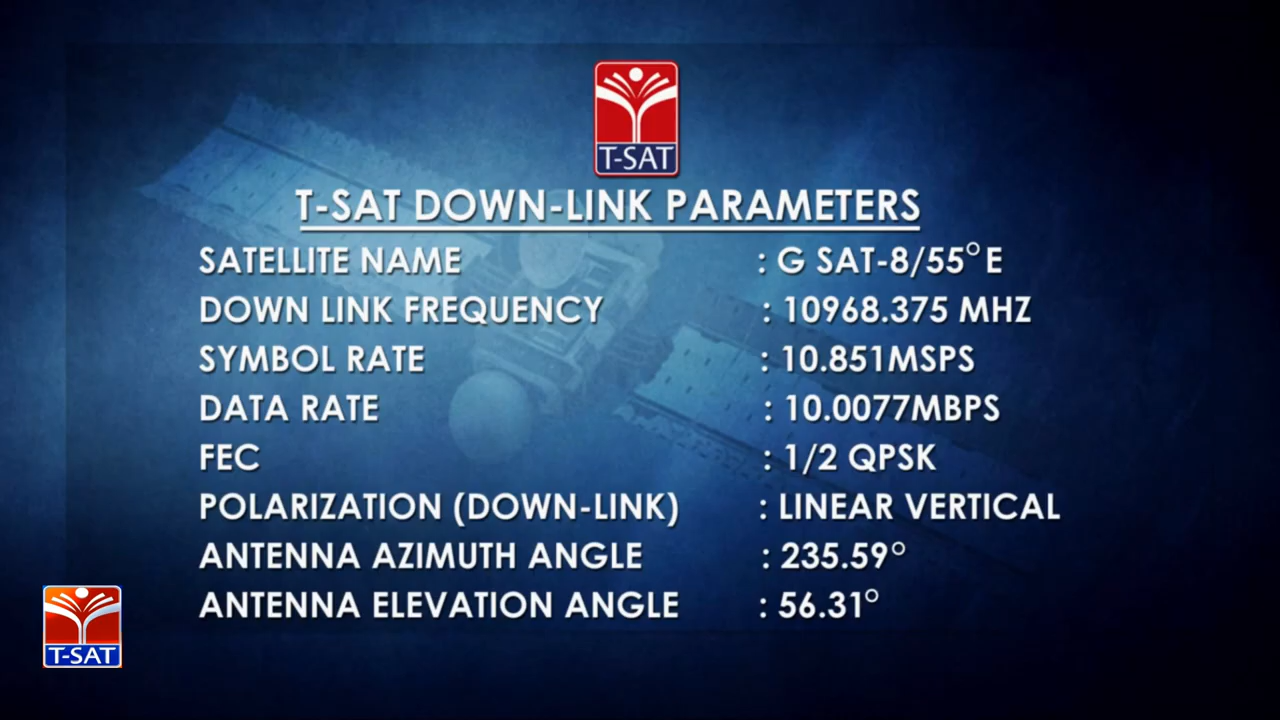 T-SAT
T-SAT DOWN-LINK PARAMETERS
SATELLITE NAME : G SAT-8/55° E
DOWN LINK FREQUENCY : 10968.375 MHZ
SYMBOL RATE : 10.851MSPS
DATA RATE : 10.0077MBPS
FEC : 1/2 QPSK
POLARIZATION (DOWN-LINK) : LINEAR VERTICAL
ANTENNA AZIMUTH ANGLE : 235.59°
ANTENNA ELEVATION ANGLE : 56.31°
T-SAT